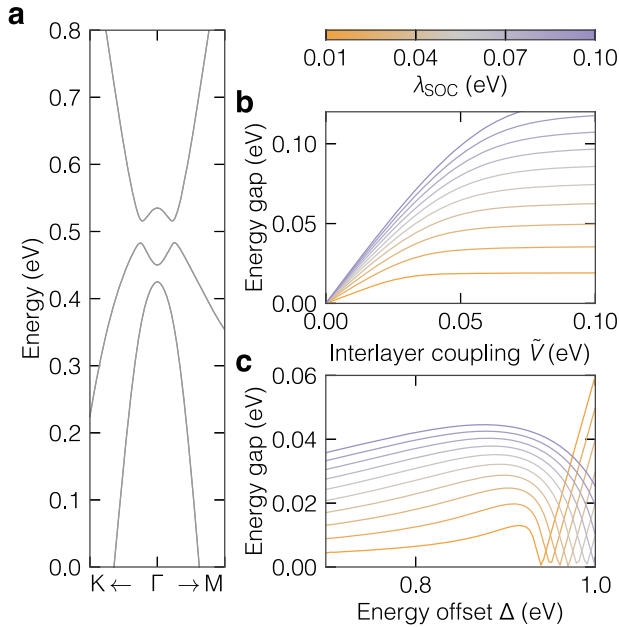 a
0.8
0.7
0.6
0.5
0.4
0.3
0.2
0.1
0.0
Energy (eV)
K ← Γ → M
0.01 0.04 0.07 0.10
λSOC (eV)
b
0.10
0.05
0.00
Energy gap (eV)
0.00 0.05 0.10
Interlayer coupling Ṽ (eV)
c
0.06
0.04
0.02
0.00
Energy gap (eV)
0.8 1.0
Energy offset Δ (eV)